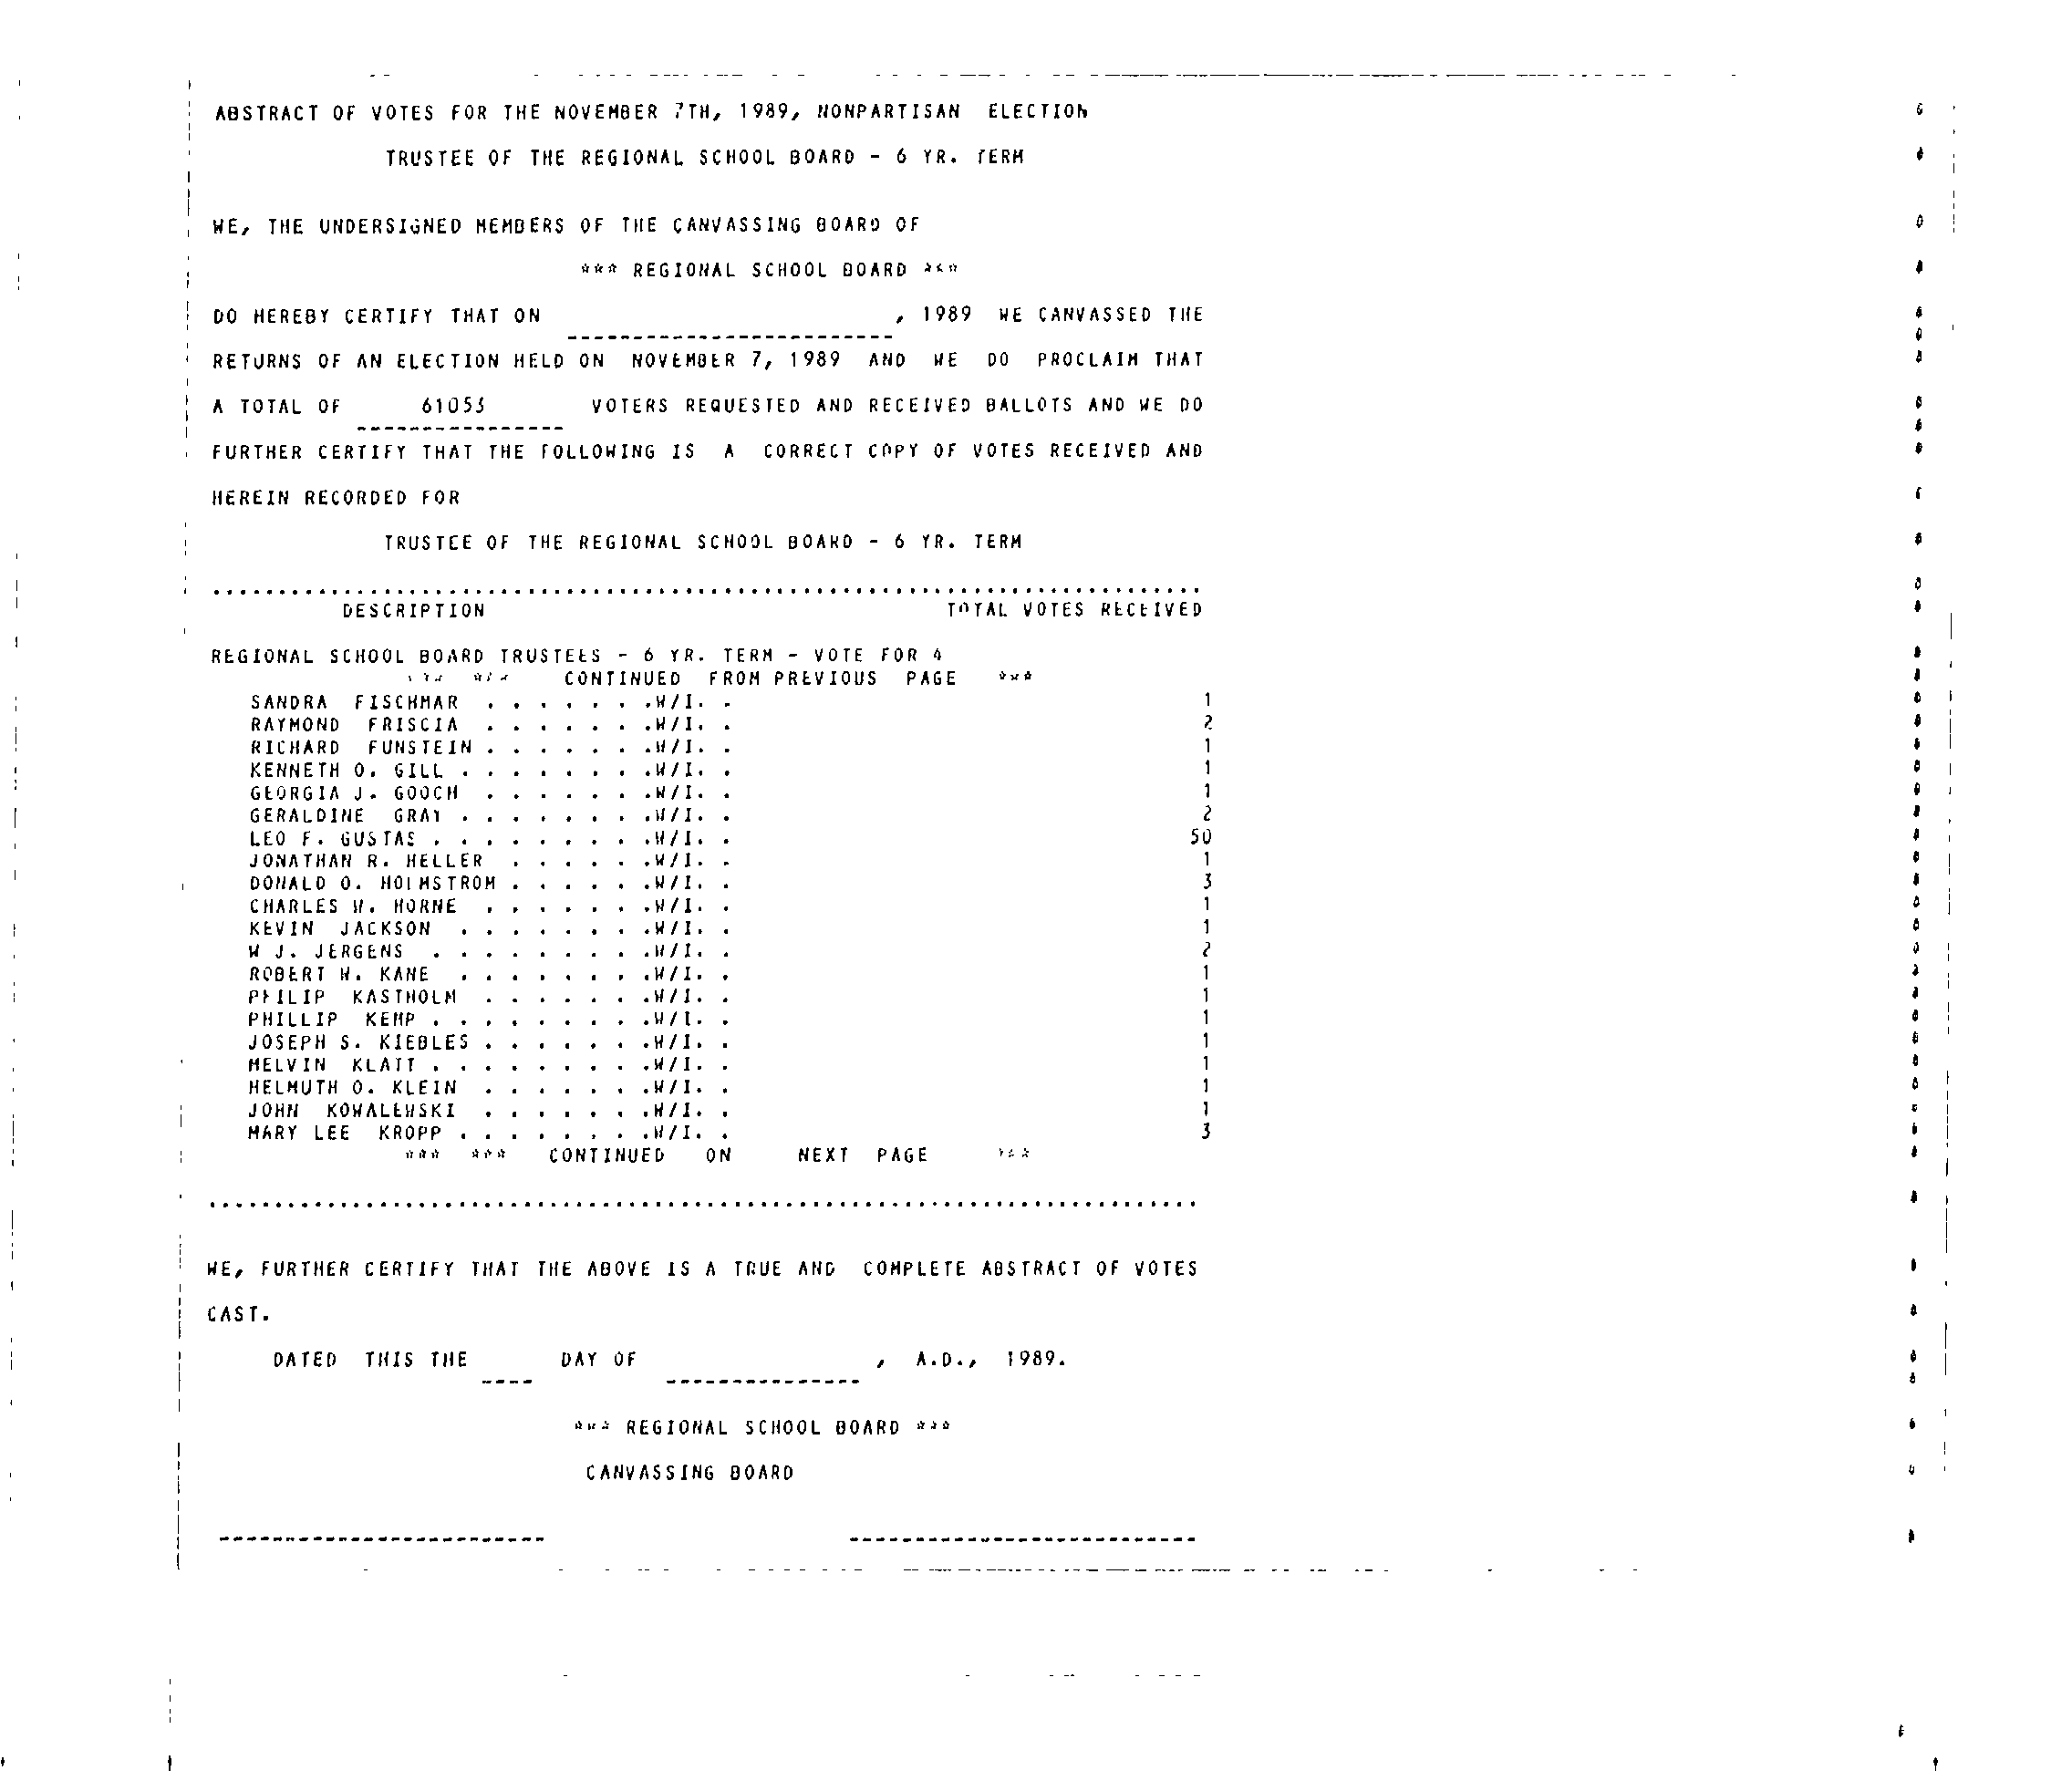 ABSTRACT OF VOTES FOR THE NOVEMBER 7TH, 1989, NONPARTISAN ELECTION
TRUSTEE OF THE REGIONAL SCHOOL BOARD - 6 YR. TERM
WE, THE UNDERSIGNED MEMBERS OF THE CANVASSING BOARD OF
*** REGIONAL SCHOOL BOARD ***
DO HEREBY CERTIFY THAT ON , 1989 WE CANVASSED THE
RETURNS OF AN ELECTION HELD ON NOVEMBER 7, 1989 AND WE DO PROCLAIM THAT
A TOTAL OF 61053 VOTERS REQUESTED AND RECEIVED BALLOTS AND WE DO
FURTHER CERTIFY THAT THE FOLLOWING IS A CORRECT COPY OF VOTES RECEIVED AND
HEREIN RECORDED FOR
TRUSTEE OF THE REGIONAL SCHOOL BOARD - 6 YR. TERM
DESCRIPTION TOTAL VOTES RECEIVED
REGIONAL SCHOOL BOARD TRUSTEES - 6 YR. TERM - VOTE FOR 4
*** *** CONTINUED FROM PREVIOUS PAGE ***
SANDRA FISCHMAR . . . . . . .W/I. . 1
RAYMOND FRISCIA . . . . . . .W/I. . 2
RICHARD FUNSTEIN . . . . . . .W/I. . 1
KENNETH O. GILL . . . . . . . .W/I. . 1
GEORGIA J. GOOCH . . . . . . .W/I. . 1
GERALDINE GRAY . . . . . . . .W/I. . 2
LEO F. GUSTAS . . . . . . . . .W/I. . 50
JONATHAN R. HELLER . . . . . .W/I. . 1
DONALD O. HOLMSTROM . . . . . .W/I. . 3
CHARLES W. HORNE . . . . . . .W/I. . 1
KEVIN JACKSON . . . . . . . .W/I. . 1
W J. JERGENS . . . . . . . . .W/I. . 2
ROBERT W. KANE . . . . . . . .W/I. . 1
PHILIP KASTHOLM . . . . . . .W/I. . 1
PHILLIP KEMP . . . . . . . . .W/I. . 1
JOSEPH S. KIEBLES . . . . . . .W/I. . 1
MELVIN KLATT . . . . . . . . .W/I. . 1
HELMUTH O. KLEIN . . . . . . .W/I. . 1
JOHN KOWALEWSKI . . . . . . .W/I. . 1
MARY LEE KROPP . . . . . . . .W/I. . 3
*** *** CONTINUED ON NEXT PAGE ***
WE, FURTHER CERTIFY THAT THE ABOVE IS A TRUE AND COMPLETE ABSTRACT OF VOTES
CAST.
DATED THIS THE ____ DAY OF _______________ , A.D., 1989.
*** REGIONAL SCHOOL BOARD ***
CANVASSING BOARD